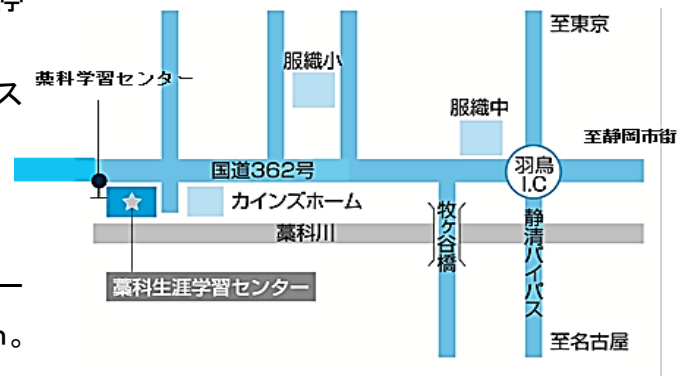 停
至東京
服織小
藁科学習センター
ス
服織中
至静岡市街
国道362号
羽鳥
I.C
カインズホーム
牧ヶ谷橋
静清バイパス
藁科川
藁科生涯学習センター
ー
至名古屋
。